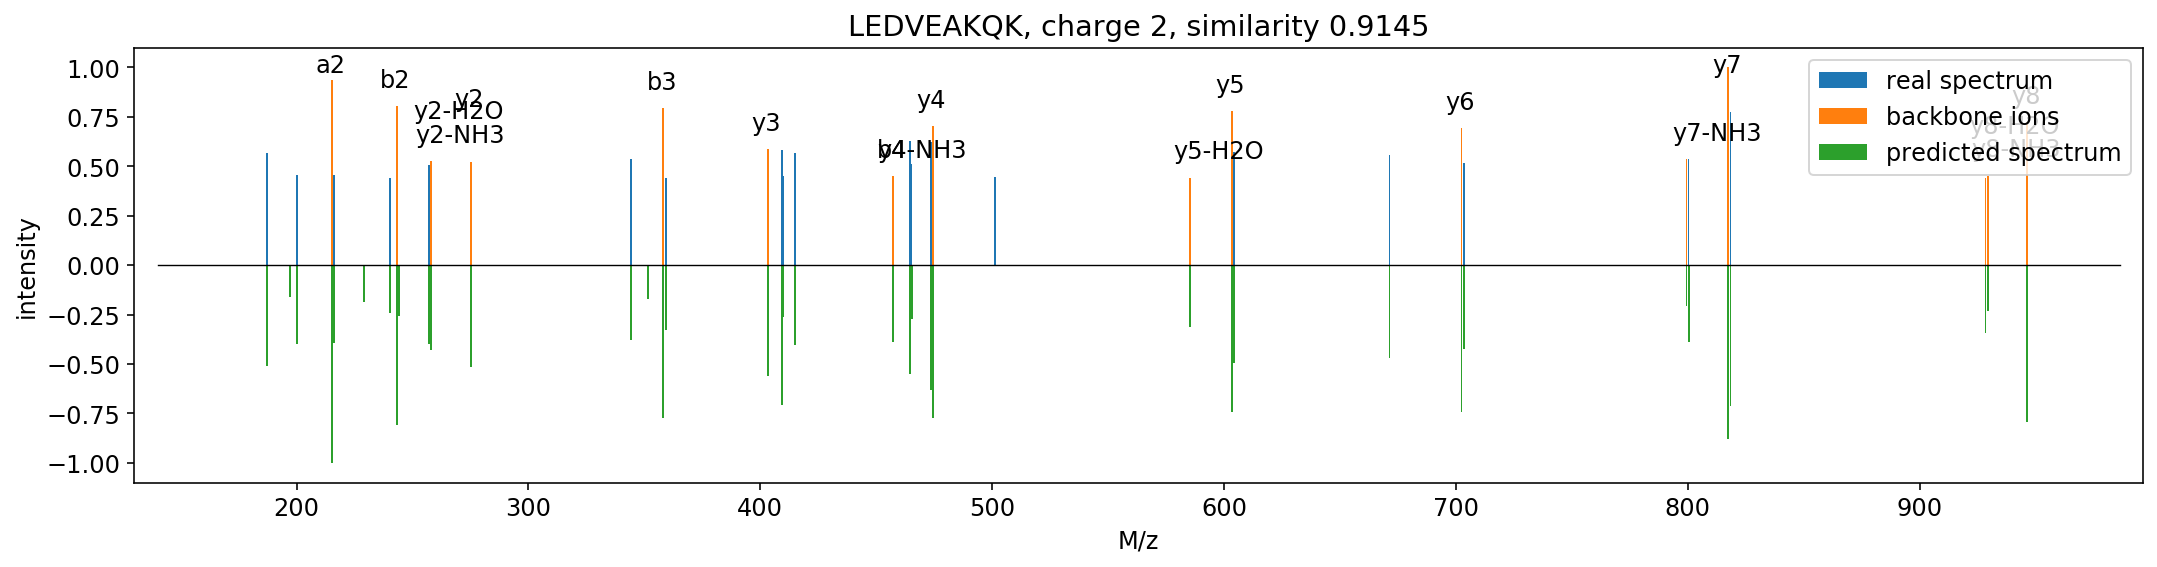 LEDVEAKQK, charge 2, similarity 0.9145
1.00
0.75
0.50
0.25
0.00
−0.25
−0.50
−0.75
−1.00
intensity
a2
b2
y2
y2-H2O
y2-NH3
b3
y3
y4
y4-NH3
b4
y5
y5-H2O
y6
y7
y7-NH3
y8
y8-H2O
y8-NH3
real spectrum
backbone ions
predicted spectrum
200 300 400 500 600 700 800 900
M/z